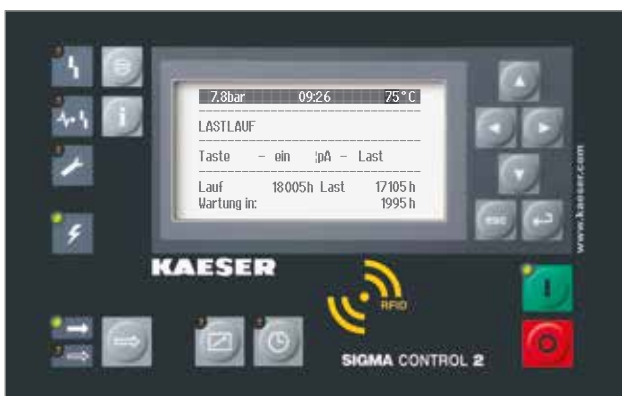 7.8bar 09:26 75°C
LASTLAUF
Taste - ein pA - Last
Lauf 18005h Last 17105h
Wartung in: 1995h
esc
www.kaeser.com
KAESER
RFID
SIGMA CONTROL 2